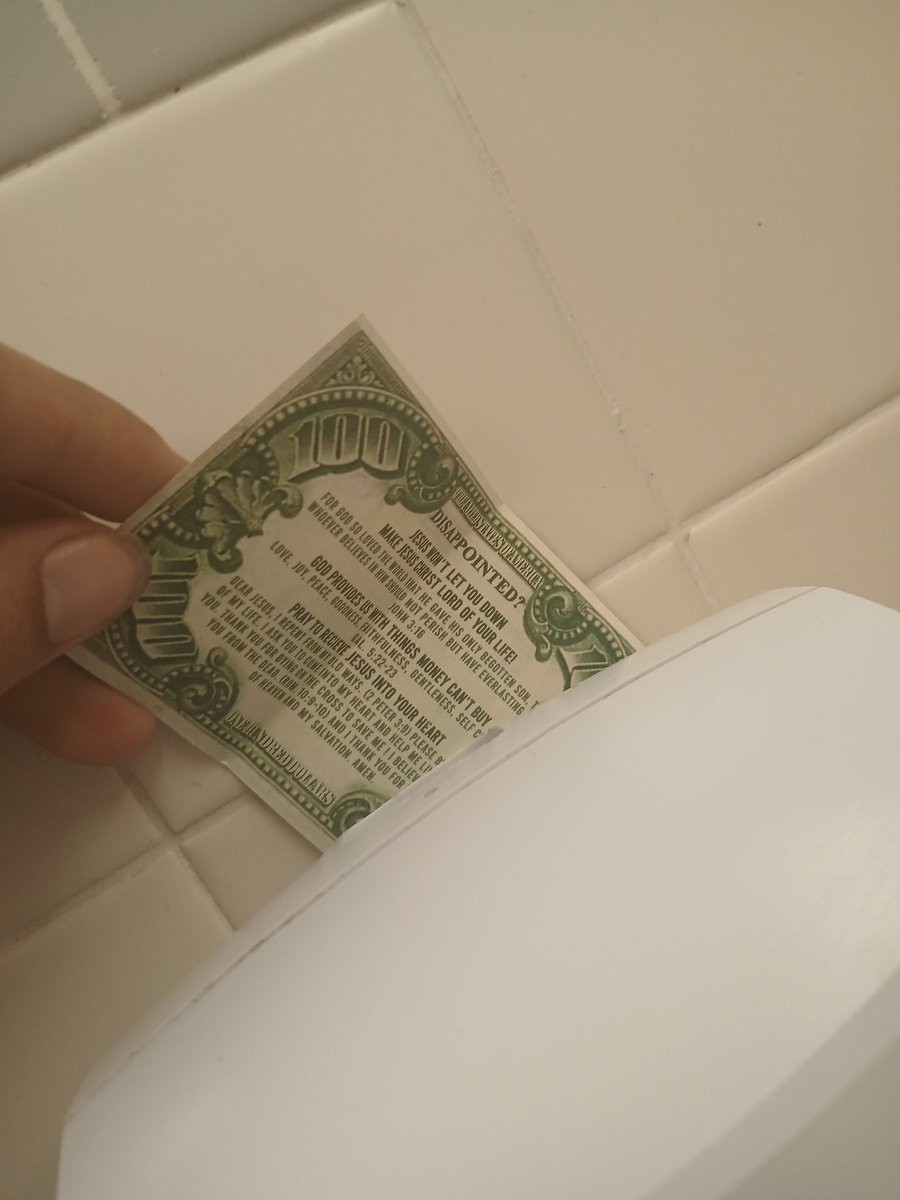 100
THE UNITED STATES OF AMERICA
DISAPPOINTED?
JESUS WON'T LET YOU DOWN
MAKE JESUS CHRIST LORD OF YOUR LIFE!
FOR GOD SO LOVED THE WORLD THAT HE GAVE HIS ONLY BEGOTTEN SON,
WHOEVER BELIEVES IN HIM SHOULD NOT PERISH BUT HAVE EVERLASTING
JOHN 3:16
GOD PROVIDES US WITH THINGS MONEY CAN'T BUY
LOVE, JOY, PEACE, GOODNESS, FAITHFULNESS, GENTLENESS, SELF
GAL. 5:22-23
PRAY TO RECIEVE JESUS INTO YOUR HEART
DEAR JESUS, I REPENT FROM MY OLD WAYS, (2 PETER 3:9) PLEASE
OF MY LIFE. I ASK YOU TO COME INTO MY HEART AND HELP ME
YOU. THANK YOU FOR DYING ON THE CROSS TO SAVE ME ! I
YOU FROM THE DEAD. (ROM 10:9-10) AND I THANK YOU FOR
OF HEAVEN AND MY SALVATION. AMEN.
100
ONE HUNDRED DOLLARS